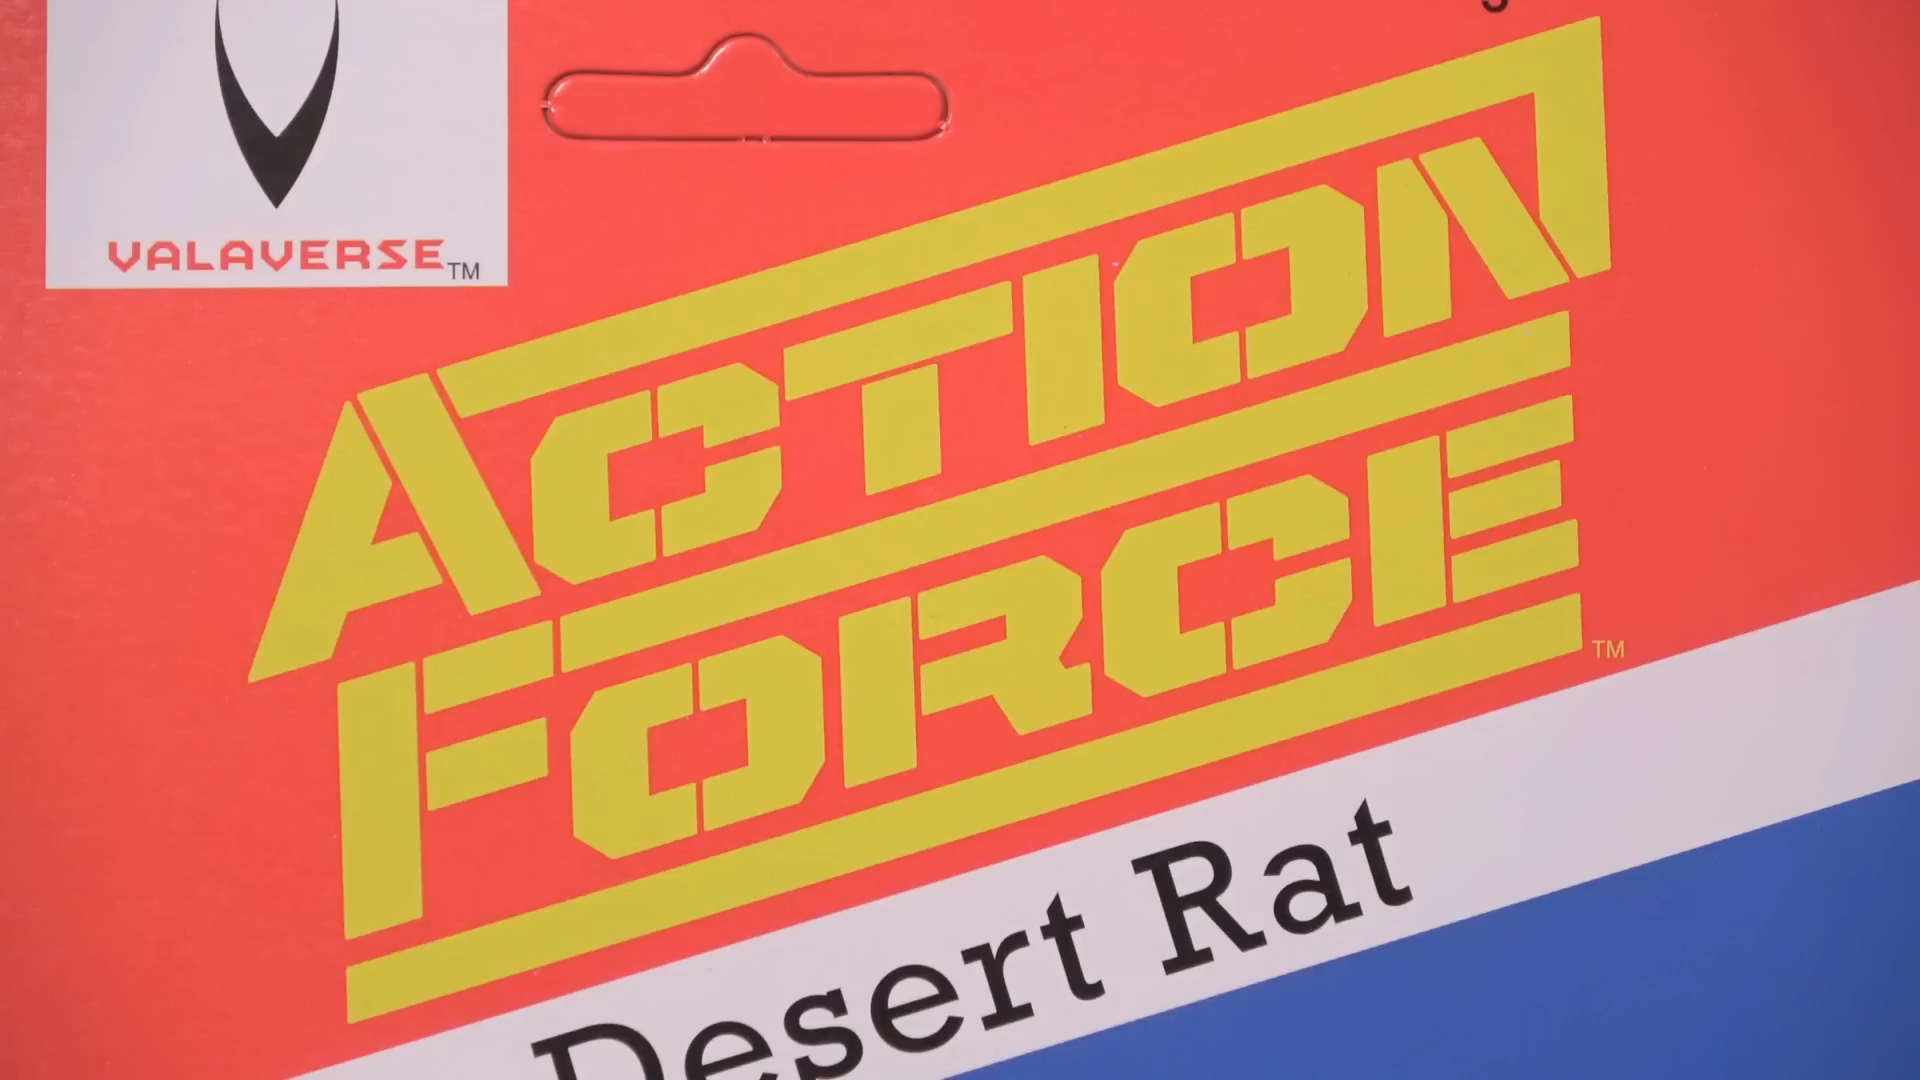 VALAVERSE™
ACTION
FORCE™
Desert Rat